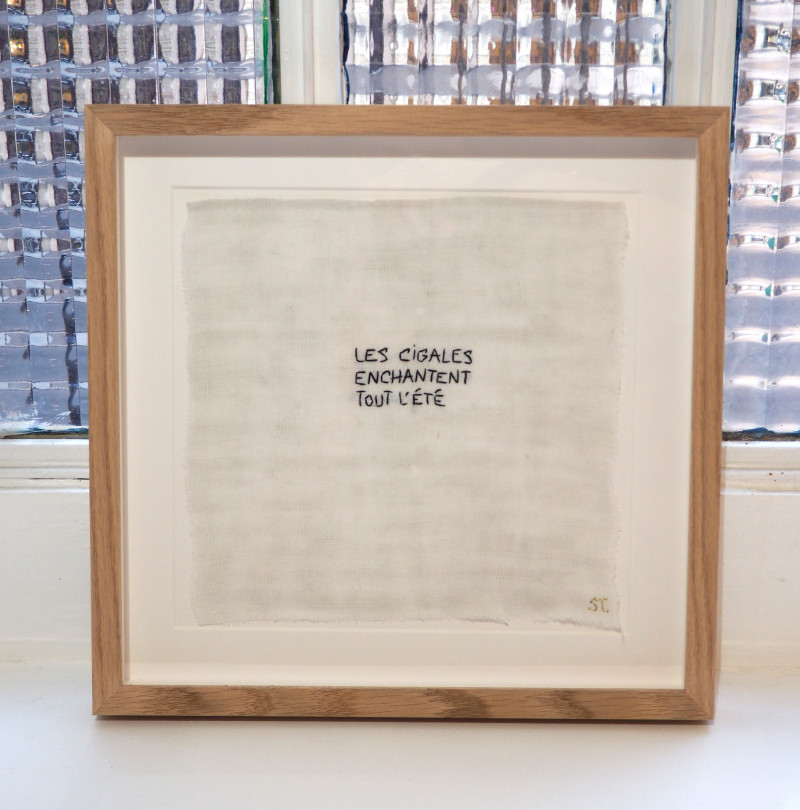 LES CIGALES
ENCHANTENT
TOUT L'ÉTÉ
ST.